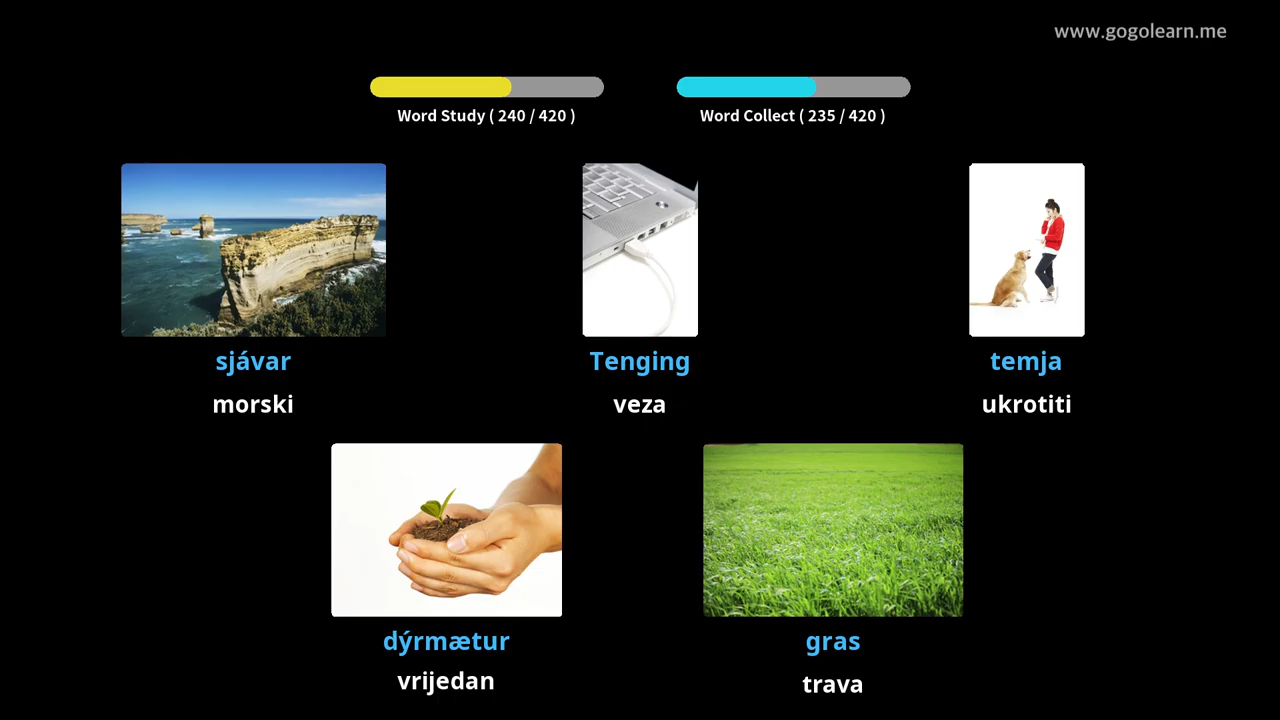 www.gogolearn.me
Word Study ( 240 / 420 )
Word Collect ( 235 / 420 )
sjávar
morski
Tenging
veza
temja
ukrotiti
dýrmætur
vrijedan
gras
trava